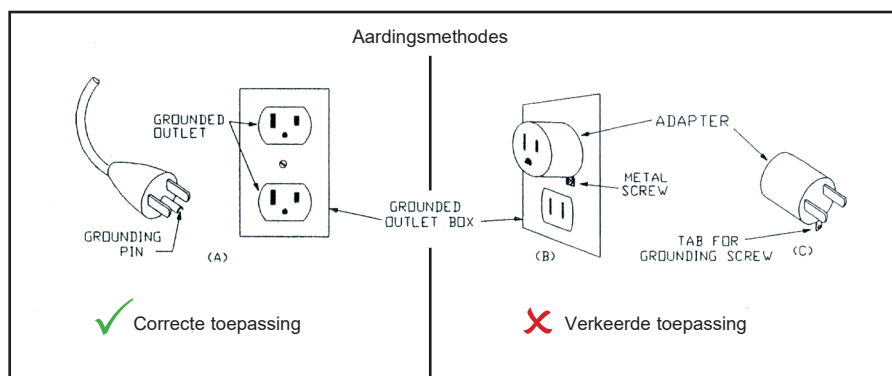 Aardingsmethodes
GROUNDED
OUTLET
GROUNDING
PIN
(A)
GROUNDED
OUTLET BOX
ADAPTER
METAL
SCREW
(B)
TAB FOR
GROUNDING SCREW
(C)
Correcte toepassing
Verkeerde toepassing